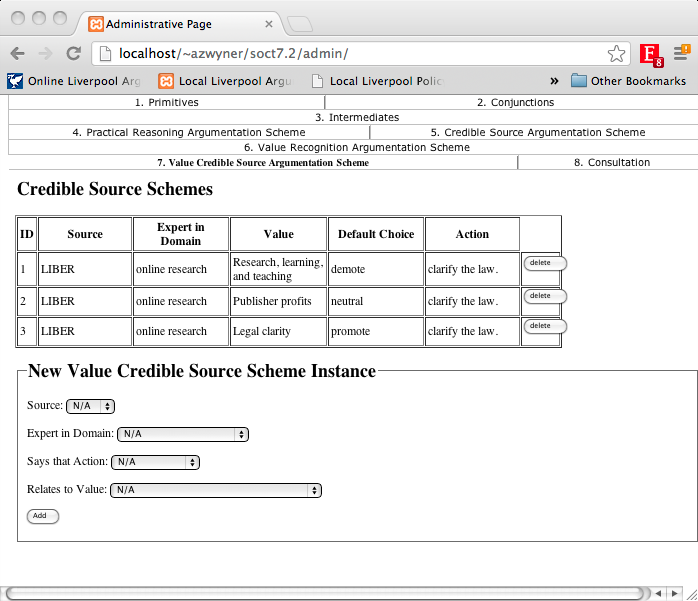 Administrative Page
localhost/~azwyner/soct7.2/admin/
8
Online Liverpool Arg
Local Liverpool Argu
Local Liverpool Polic
»
Other Bookmarks
1. Primitives
2. Conjunctions
3. Intermediates
4. Practical Reasoning Argumentation Scheme
5. Credible Source Argumentation Scheme
6. Value Recognition Argumentation Scheme
7. Value Credible Source Argumentation Scheme
8. Consultation
Credible Source Schemes
ID Source Expert in Domain Value Default Choice Action
1 LIBER online research Research, learning, and teaching demote clarify the law. delete
2 LIBER online research Publisher profits neutral clarify the law. delete
3 LIBER online research Legal clarity promote clarify the law. delete
New Value Credible Source Scheme Instance
Source: N/A
Expert in Domain: N/A
Says that Action: N/A
Relates to Value: N/A
Add